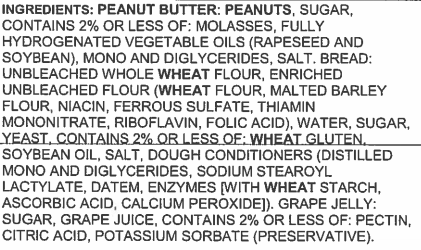 INGREDIENTS: PEANUT BUTTER: PEANUTS, SUGAR,
CONTAINS 2% OR LESS OF: MOLASSES, FULLY
HYDROGENATED VEGETABLE OILS (RAPESEED AND
SOYBEAN), MONO AND DIGLYCERIDES, SALT. BREAD:
UNBLEACHED WHOLE WHEAT FLOUR, ENRICHED
UNBLEACHED FLOUR (WHEAT FLOUR, MALTED BARLEY
FLOUR, NIACIN, FERROUS SULFATE, THIAMIN
MONONITRATE, RIBOFLAVIN, FOLIC ACID), WATER, SUGAR,
YEAST, CONTAINS 2% OR LESS OF: WHEAT GLUTEN,
SOYBEAN OIL, SALT, DOUGH CONDITIONERS (DISTILLED
MONO AND DIGLYCERIDES, SODIUM STEAROYL
LACTYLATE, DATEM, ENZYMES [WITH WHEAT STARCH,
ASCORBIC ACID, CALCIUM PEROXIDE]). GRAPE JELLY:
SUGAR, GRAPE JUICE, CONTAINS 2% OR LESS OF: PECTIN,
CITRIC ACID, POTASSIUM SORBATE (PRESERVATIVE).